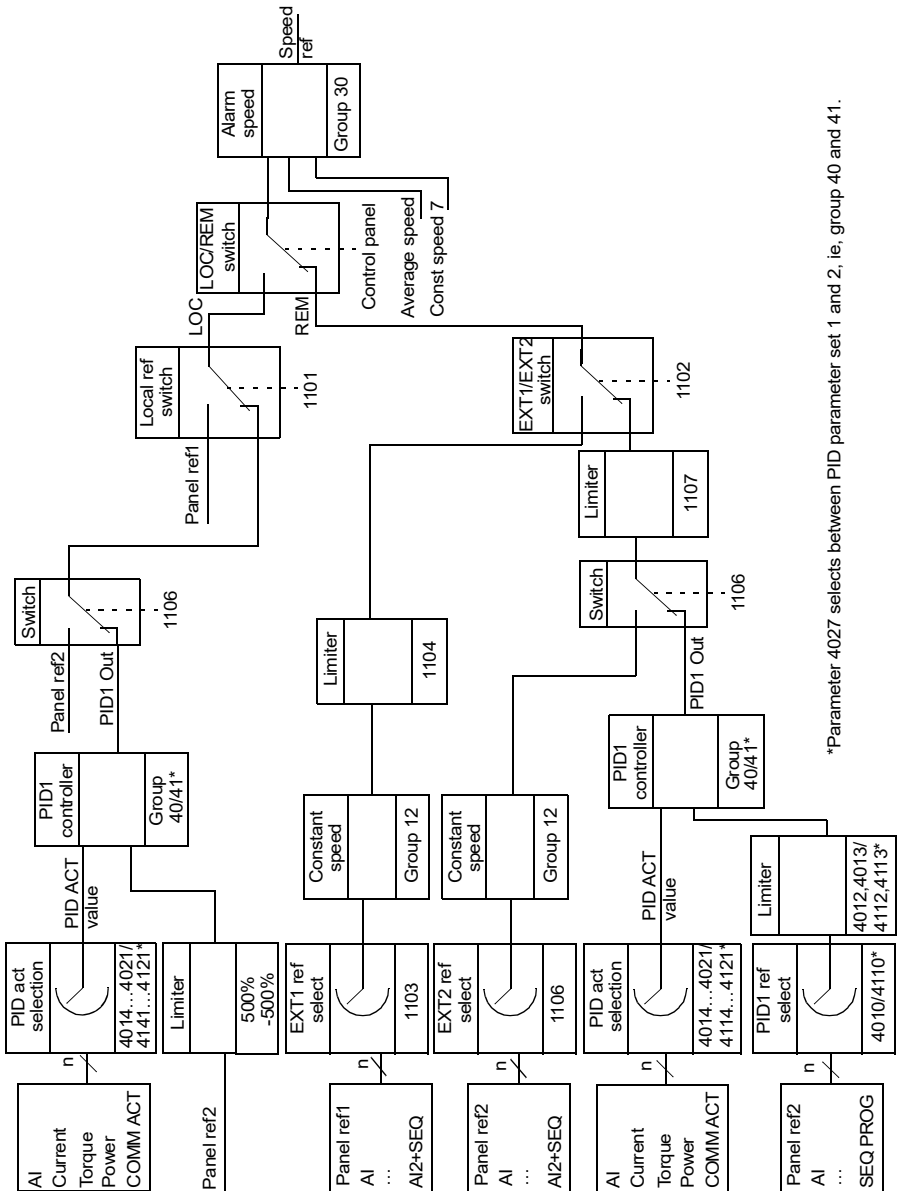 AI
Current
Torque
Power
COMM ACT
n
PID act
selection
4014...4021/
4141...4121*
PID ACT
value
PID1
controller
Group
40/41*
Panel ref2
PID1 Out
Switch
1106
Panel ref2
Limiter
500%
-500%
Panel ref1
Local ref
switch
1101
LOC
REM
LOC/REM
switch
Control panel
Average speed
Const speed 7
Alarm
speed
Group 30
Speed
ref
Panel ref1
AI
...
AI2+SEQ
n
EXT1 ref
select
1103
Constant
speed
Group 12
Limiter
1104
Panel ref2
AI
...
AI2+SEQ
n
EXT2 ref
select
1106
Constant
speed
Group 12
EXT1/EXT2
switch
1102
Limiter
1107
Switch
1106
AI
Current
Torque
Power
COMM ACT
n
PID act
selection
4014...4021/
4114...4121*
PID ACT
value
PID1
controller
Group
40/41*
PID1 Out
Panel ref2
AI
...
SEQ PROG
n
PID1 ref
select
4010/4110*
Limiter
4012,4013/
4112,4113*
*Parameter 4027 selects between PID parameter set 1 and 2, ie, group 40 and 41.